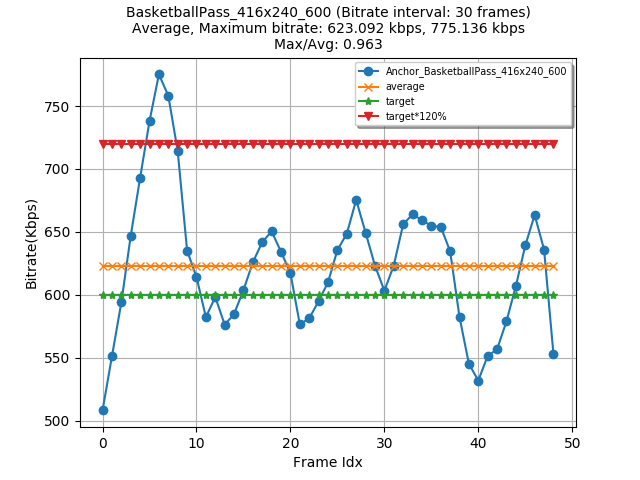 BasketballPass_416x240_600 (Bitrate interval: 30 frames)
Average, Maximum bitrate: 623.092 kbps, 775.136 kbps
Max/Avg: 0.963
Anchor_BasketballPass_416x240_600
average
target
target*120%
Bitrate(Kbps)
750
700
650
600
550
500
0 10 20 30 40 50
Frame Idx